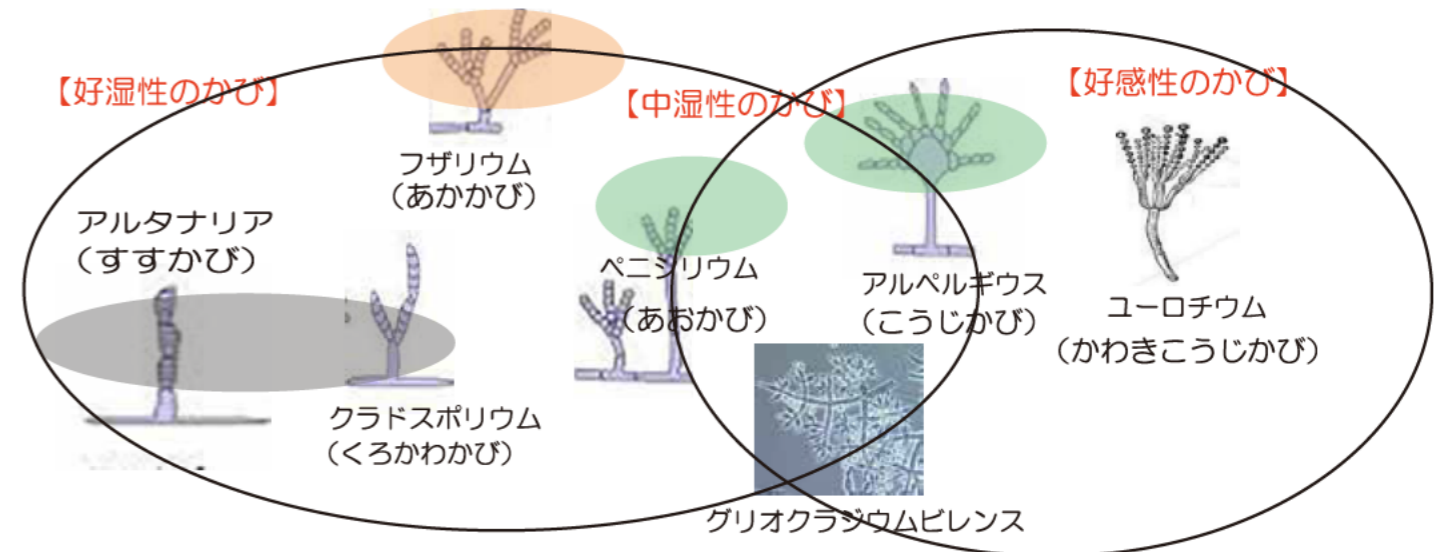 【好湿性のかび】
【中湿性のかび】
【好感性のかび】
フザリウム
（あかかび）
アルタナリア
（すすかび）
ペニシリウム
（あおかび）
アルペルギウス
（こうじかび）
ユーロチウム
（かわきこうじかび）
クラドスポリウム
（くろかわかび）
グリオクラジウムビレンス